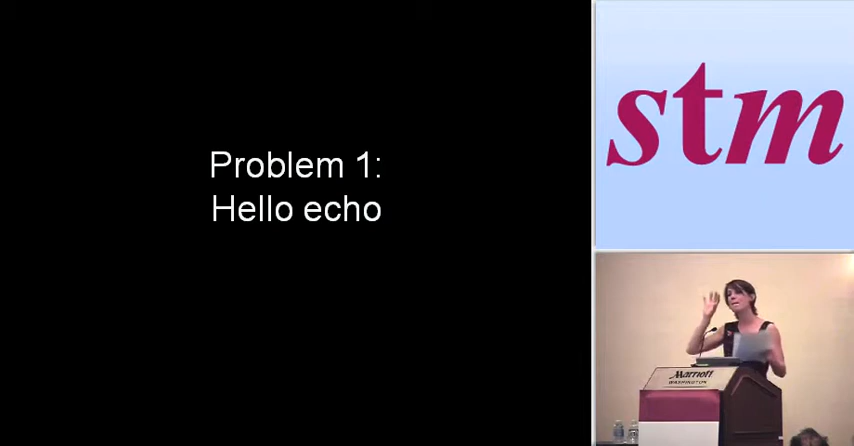 Problem 1:
Hello echo
stm
Marriott
WASHINGTON